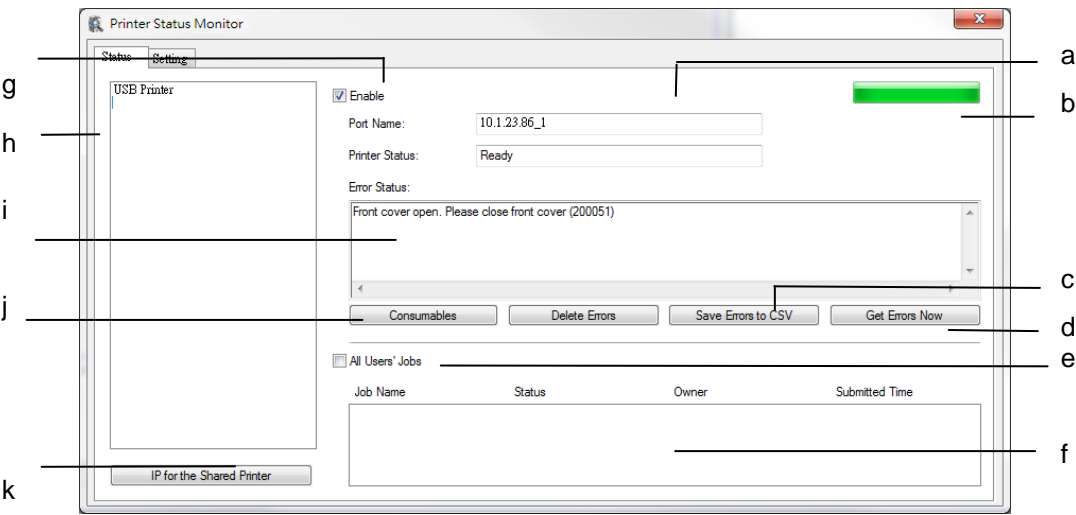 Printer Status Monitor
Status Setting
USB Printer
Enable
Port Name: 10.1.23.86_1
Printer Status: Ready
Error Status:
Front cover open. Please close front cover (200051)
Consumables Delete Errors Save Errors to CSV Get Errors Now
All Users' Jobs
Job Name Status Owner Submitted Time
IP for the Shared Printer
g
h
i
j
k
a
b
c
d
e
f